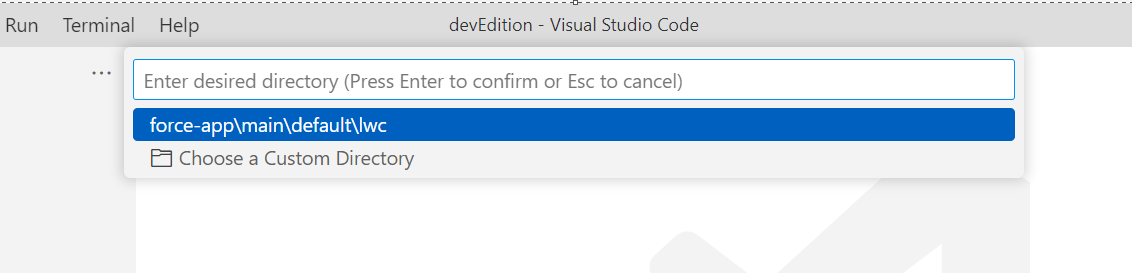 Run Terminal Help devEdition - Visual Studio Code
...
Enter desired directory (Press Enter to confirm or Esc to cancel)
force-app\main\default\lwc
Choose a Custom Directory